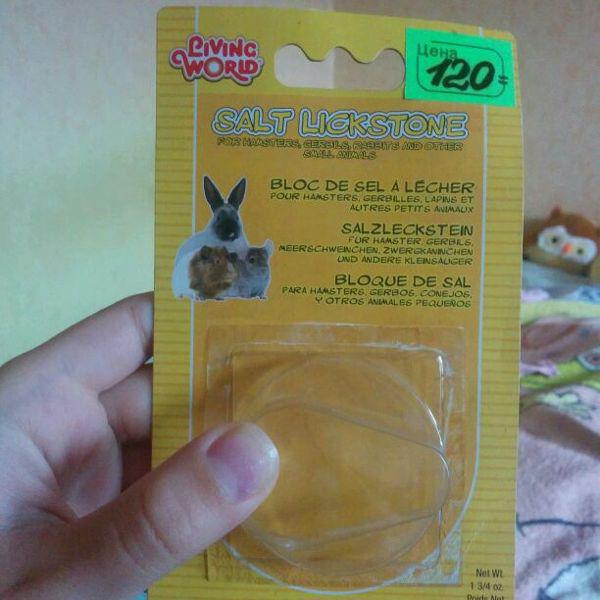 LIVING
WORLD
Цена
120=
SALT LICKSTONE
FOR HAMSTERS, GERBILS, RABBITS AND OTHER
SMALL ANIMALS
BLOC DE SEL À LÉCHER
POUR HAMSTERS, GERBILLES, LAPINS ET
AUTRES PETITS ANIMAUX
SALZLECKSTEIN
FÜR HAMSTER, GERBILS,
MEERSCHWEINCHEN, ZWERGKANINCHEN
UND ANDERE KLEINSÄUGER
BLOQUE DE SAL
PARA HAMSTERS, GERBOS, CONEJOS,
Y OTROS ANIMALES PEQUEÑOS
Net Wt.
1 3/4 oz.
Poids Net